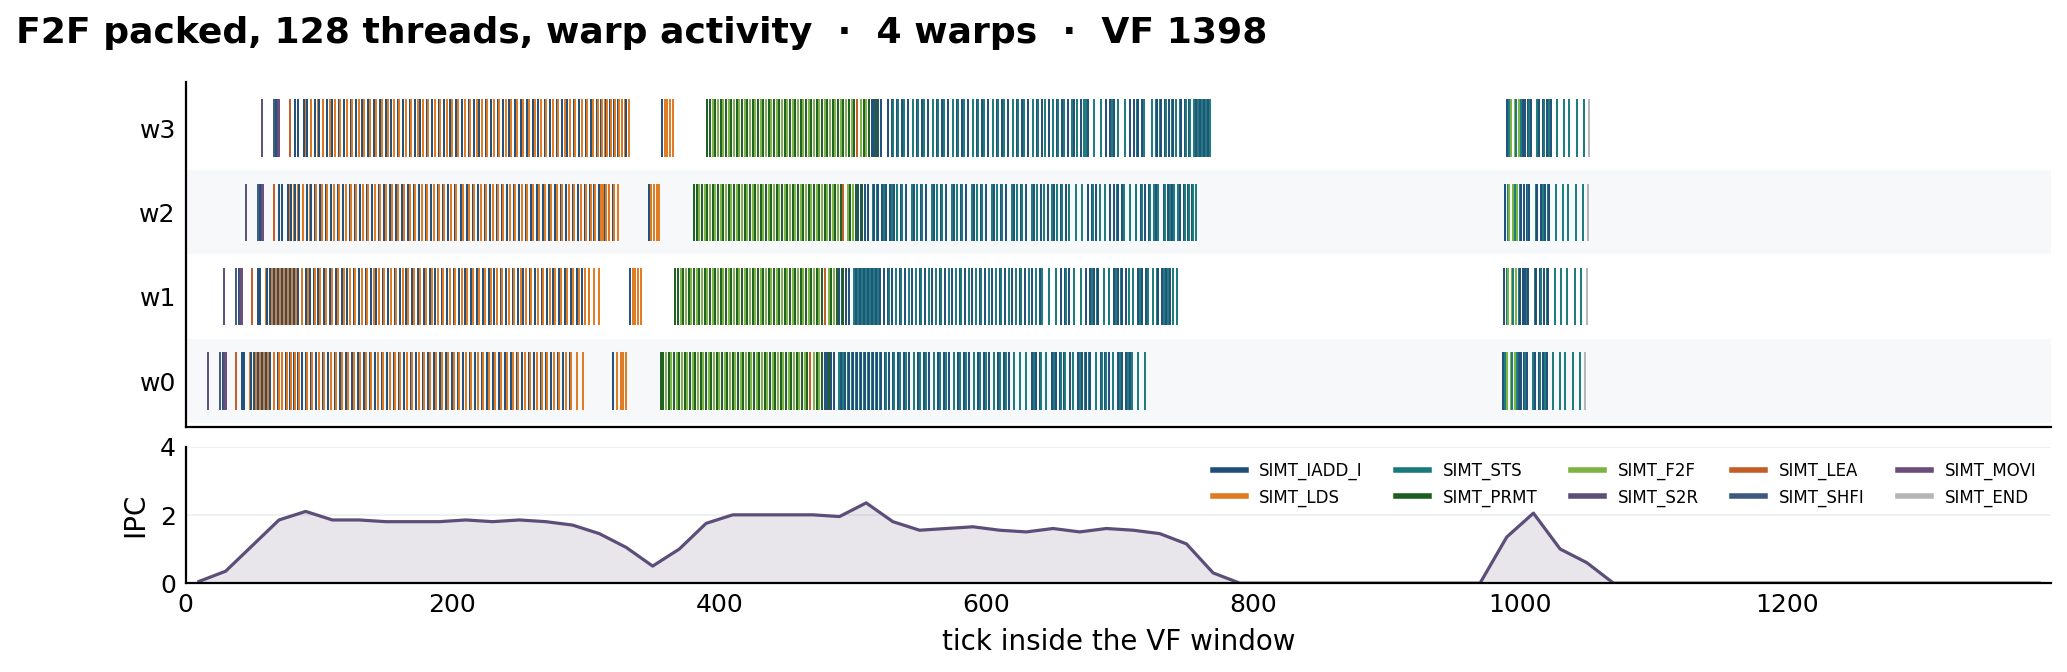 F2F packed, 128 threads, warp activity · 4 warps · VF 1398
w3
w2
w1
w0
4
2
0
IPC
SIMT_IADD_I SIMT_STS SIMT_F2F SIMT_LEA SIMT_MOVI
SIMT_LDS SIMT_PRMT SIMT_S2R SIMT_SHFI SIMT_END
0 200 400 600 800 1000 1200
tick inside the VF window